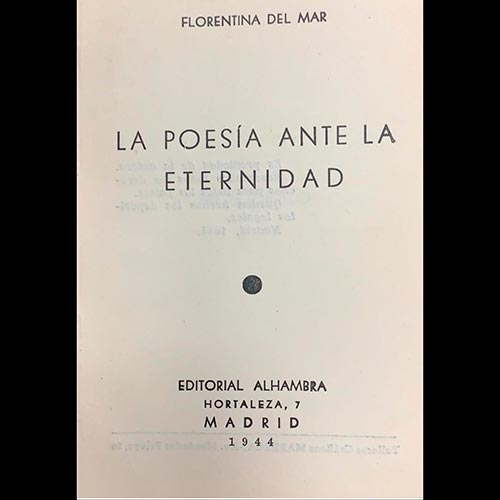 FLORENTINA DEL MAR
LA POESÍA ANTE LA
ETERNIDAD
EDITORIAL ALHAMBRA
HORTALEZA, 7
MADRID
1944